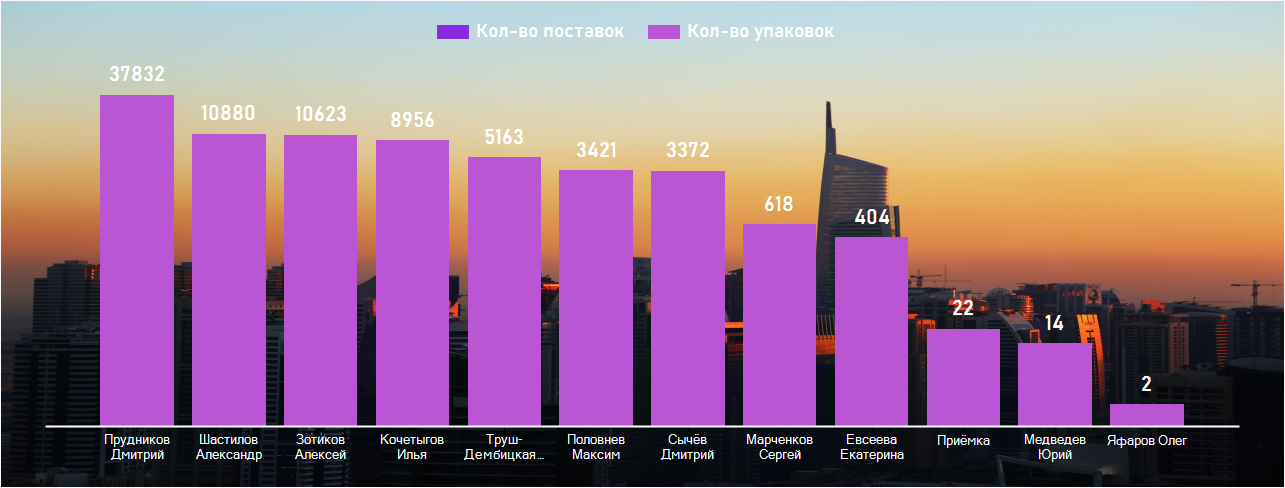 Кол-во поставок Кол-во упаковок
37832
10880
10623
8956
5163
3421
3372
618
404
22
14
2
Прудников
Дмитрий
Шастилов
Александр
Зотиков
Алексей
Кочетыгов
Илья
Труш-
Дембицкая...
Половнев
Максим
Сычёв
Дмитрий
Марченков
Сергей
Евсеева
Екатерина
Приёмка
Медведев
Юрий
Яфаров Олег